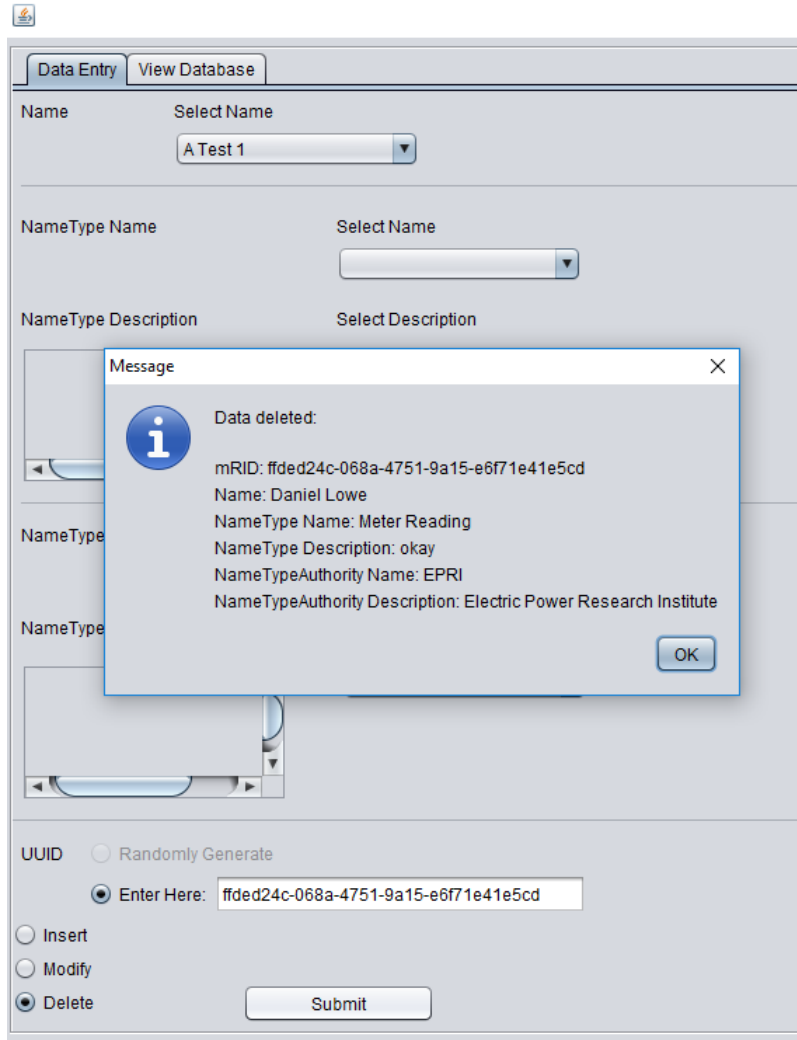 Data Entry View Database
Name Select Name
A Test 1
NameType Name Select Name
NameType Description Select Description
Message
Data deleted:
mRID: ffded24c-068a-4751-9a15-e6f71e41e5cd
Name: Daniel Lowe
NameType Name: Meter Reading
NameType Description: okay
NameTypeAuthority Name: EPRI
NameTypeAuthority Description: Electric Power Research Institute
OK
NameType
NameType
UUID Randomly Generate
Enter Here: ffded24c-068a-4751-9a15-e6f71e41e5cd
Insert
Modify
Delete Submit